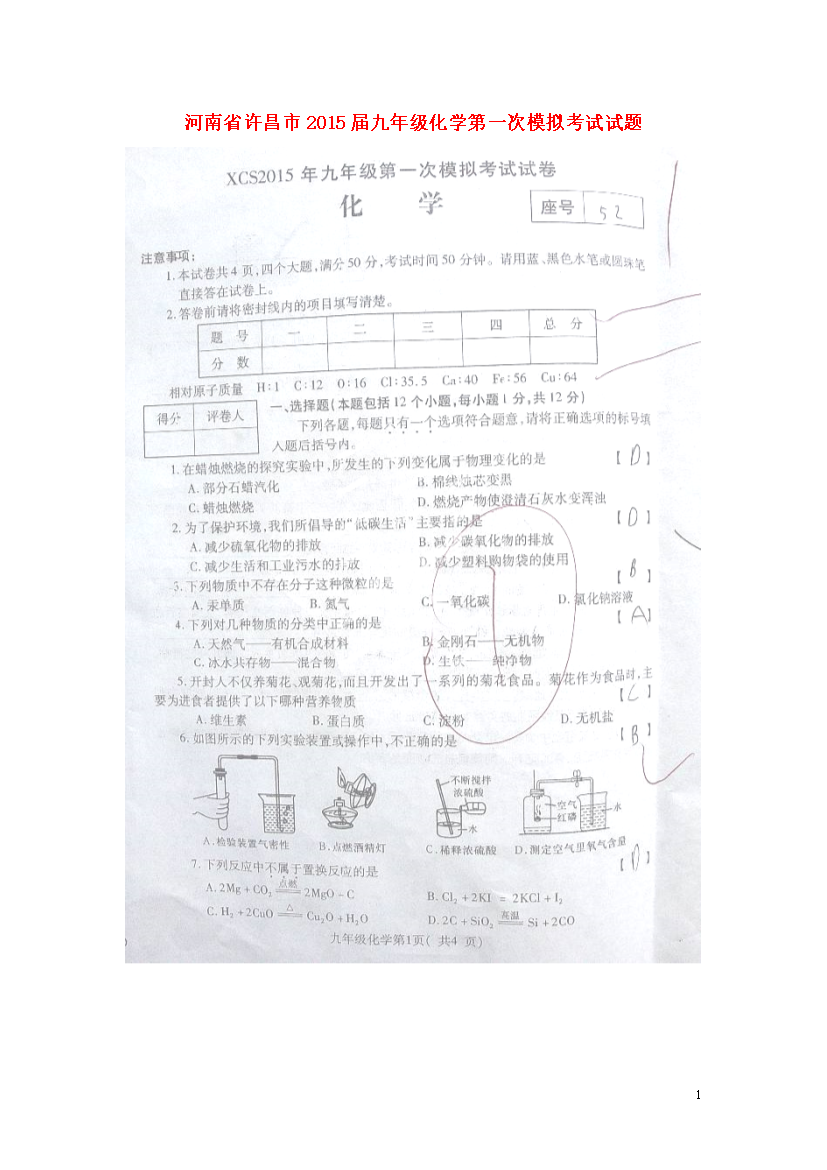 河南省许昌市 2015 届九年级化学第一次模拟考试试题
XCS2015 年九年级第一次模拟考试试卷
化 学
座号 52
注意事项:
1.本试卷共4页,四个大题,满分50分,考试时间50分钟。请用蓝、黑色水笔或圆珠笔
直接答在试卷上。
2.答卷前请将密封线内的项目填写清楚。
题 号 一 二 三 四 总 分
分 数
相对原子质量 H:1 C:12 O:16 Cl:35.5 Ca:40 Fe:56 Cu:64
得分 评卷人
一、选择题(本题包括12个小题,每小题1分,共12分)
下列各题,每题只有一个选项符合题意,请将正确选项的标号填
入题后括号内。
1.在蜡烛燃烧的探究实验中,所发生的下列变化属于物理变化的是 【 D 】
A.部分石蜡汽化 B.棉线烛芯变黑
C.蜡烛燃烧 D.燃烧产物使澄清石灰水变浑浊
2.为了保护环境,我们所倡导的“低碳生活”主要指的是 【 D 】
A.减少硫氧化物的排放 B.减少碳氧化物的排放
C.减少生活和工业污水的排放 D.减少塑料购物袋的使用
3.下列物质中不存在分子这种微粒的是 【 B 】
A.汞单质 B.氮气 C.一氧化碳 D.氯化钠溶液
4.下列对几种物质的分类中正确的是 【 A 】
A.天然气——有机合成材料 B.金刚石——无机物
C.冰水共存物——混合物 D.生铁——纯净物
5.开封人不仅养菊花、观菊花,而且开发出了一系列的菊花食品。菊花作为食品时,主
要为进食者提供了以下哪种营养物质 【 C 】
A.维生素 B.蛋白质 C.淀粉 D.无机盐
6.如图所示的下列实验装置或操作中,不正确的是 【 B 】
不断搅拌
浓硫酸
水
空气
红磷
水
A.检验装置气密性 B.点燃酒精灯 C.稀释浓硫酸 D.测定空气里氧气含量
7.下列反应中不属于置换反应的是 【 D 】
A. 2Mg + CO₂ 点燃 2MgO + C B. Cl₂ + 2KI = 2KCl + I₂
C. H₂ + 2CuO △ Cu₂O + H₂O D. 2C + SiO₂ 高温 Si + 2CO
九年级化学第1页( 共4 页)
1